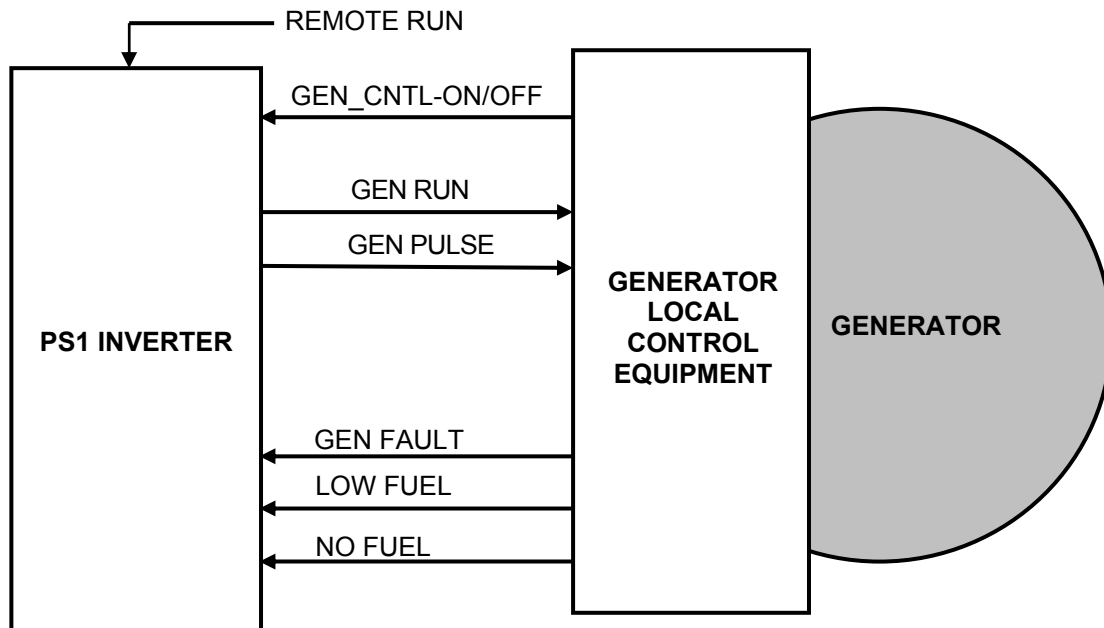 REMOTE RUN
GEN_CNTL-ON/OFF
GEN RUN
GEN PULSE
PS1 INVERTER
GENERATOR
LOCAL
CONTROL
EQUIPMENT
GENERATOR
GEN FAULT
LOW FUEL
NO FUEL